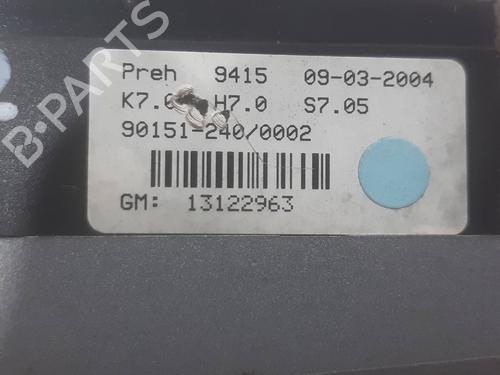 B-PARTS
Preh 9415 09-03-2004
H7.0 S7.05
90151-240/0002
GM: 13122963